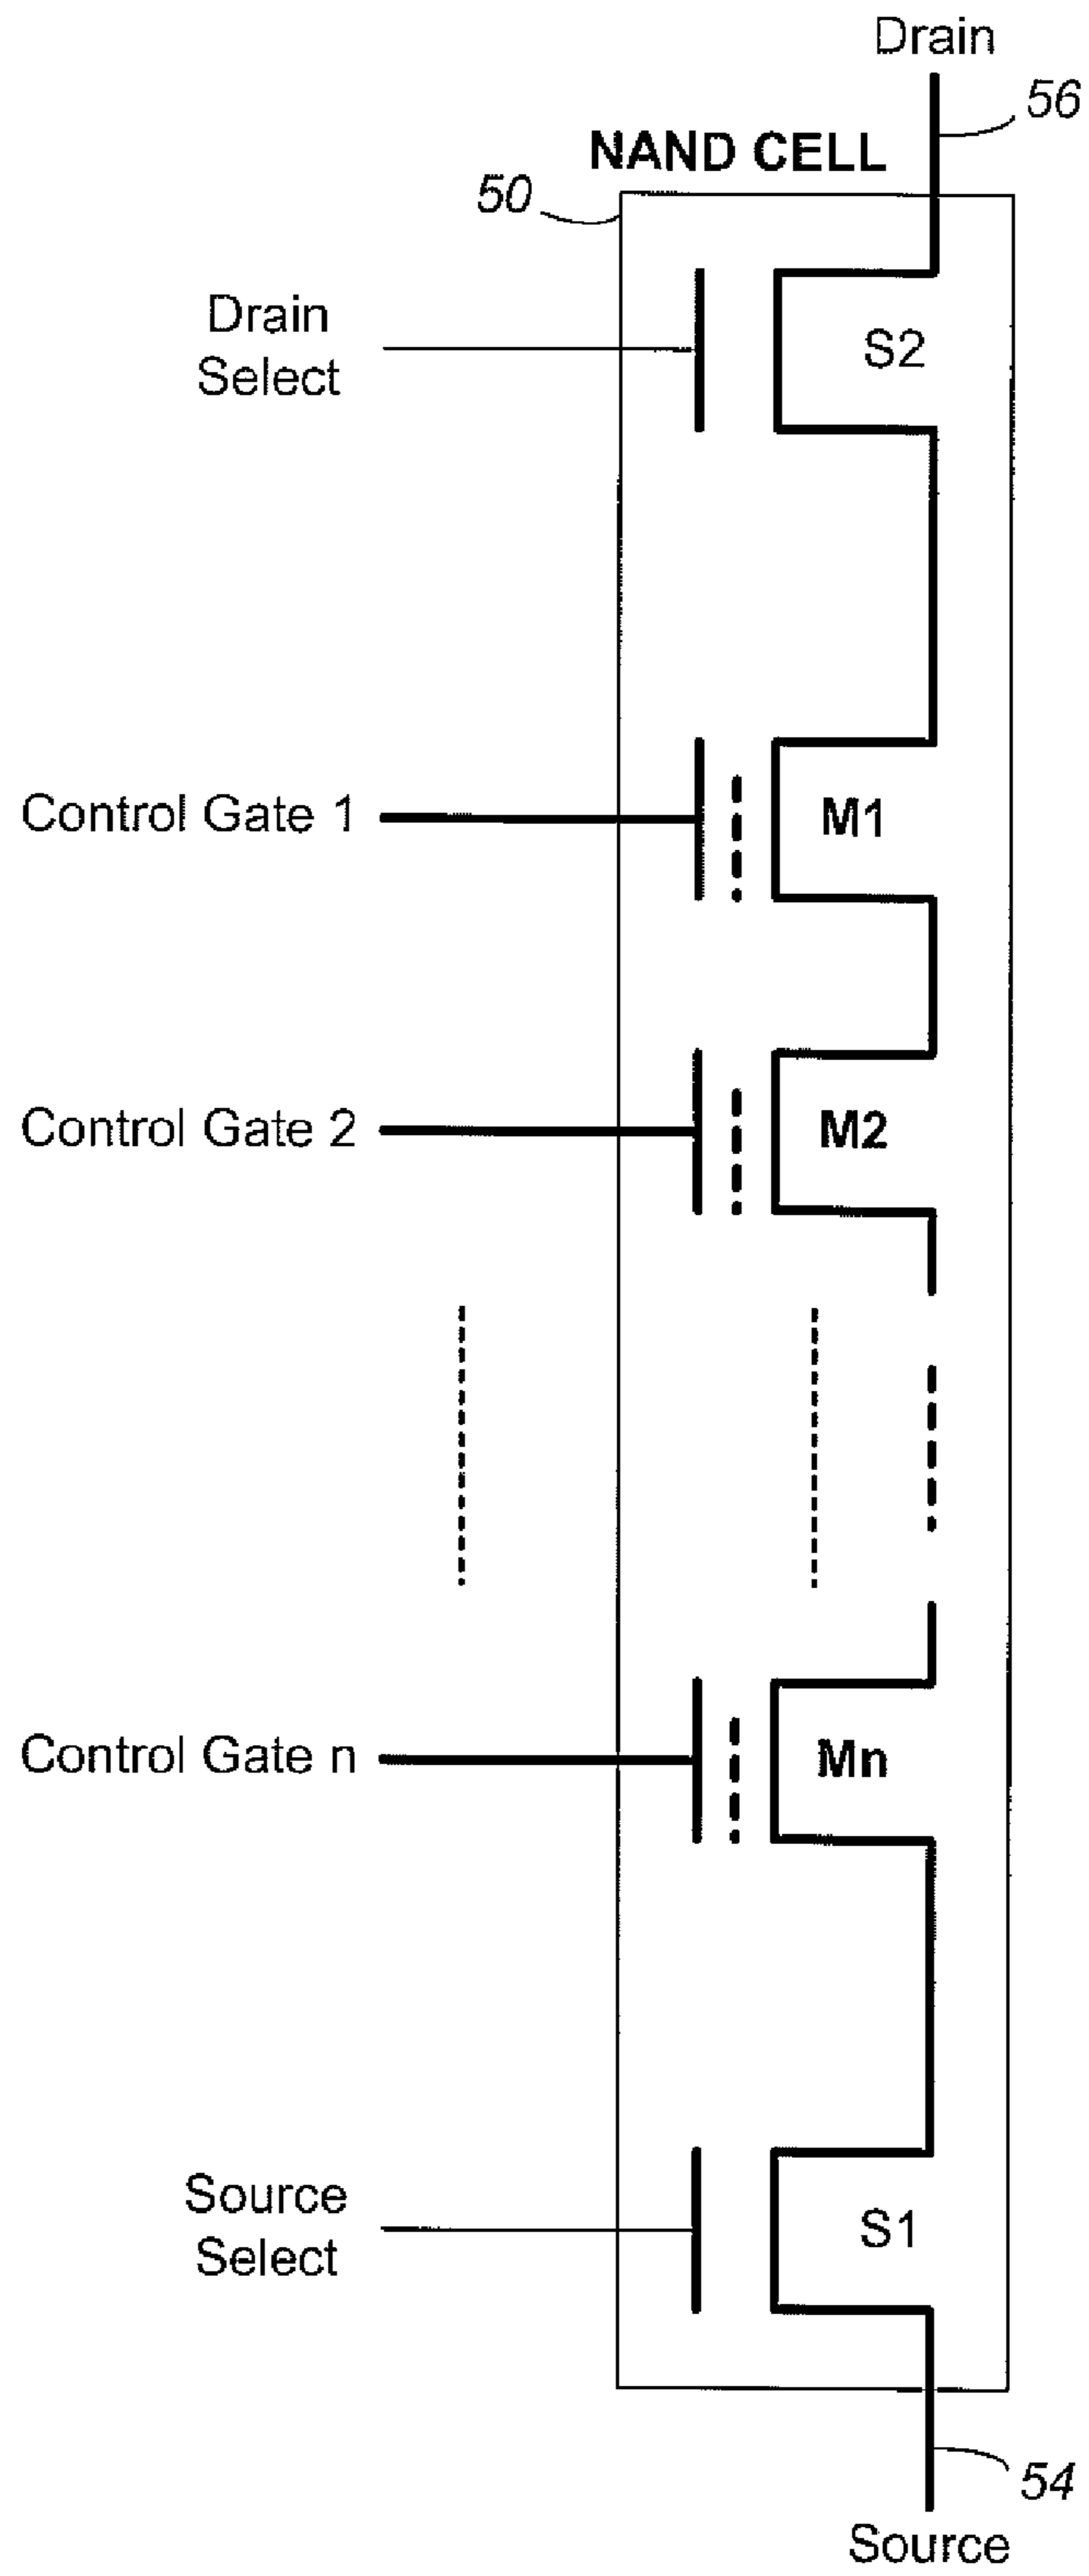 Drain
56
NAND CELL
50
Drain
Select
S2
Control Gate 1
M1
Control Gate 2
M2
Control Gate n
Mn
Source
Select
S1
54
Source